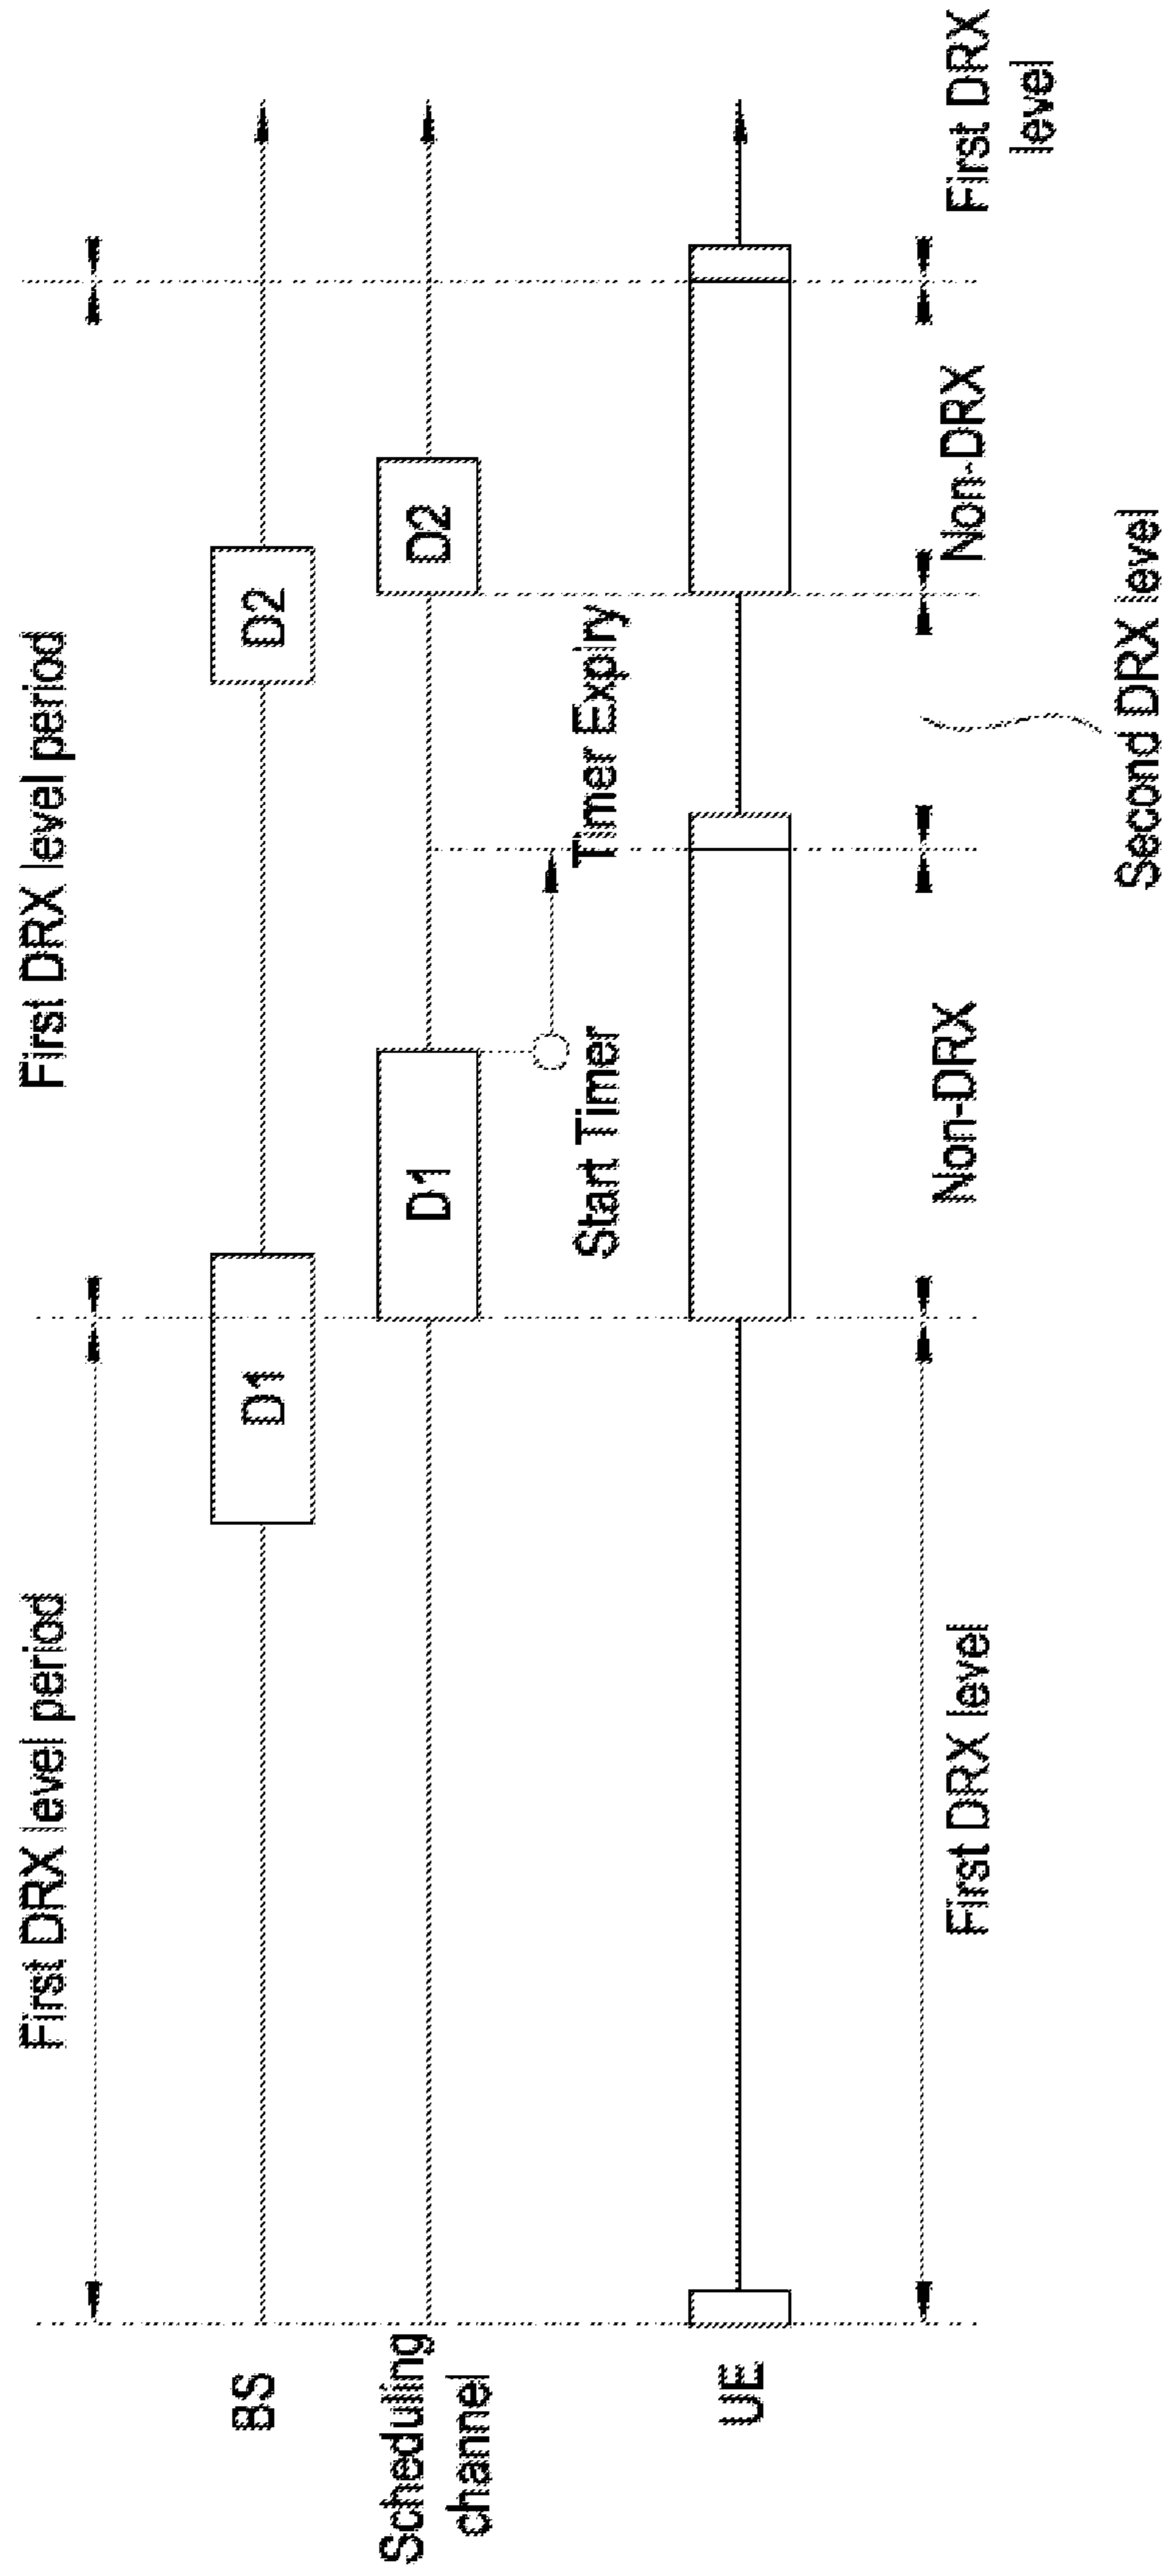 First DRX level period
First DRX level period
BS
D1
D2
Scheduling
channel
D1
D2
Start Timer
Timer Expiry
UE
First DRX level
Non-DRX
Non-DRX
First DRX
level
Second DRX level